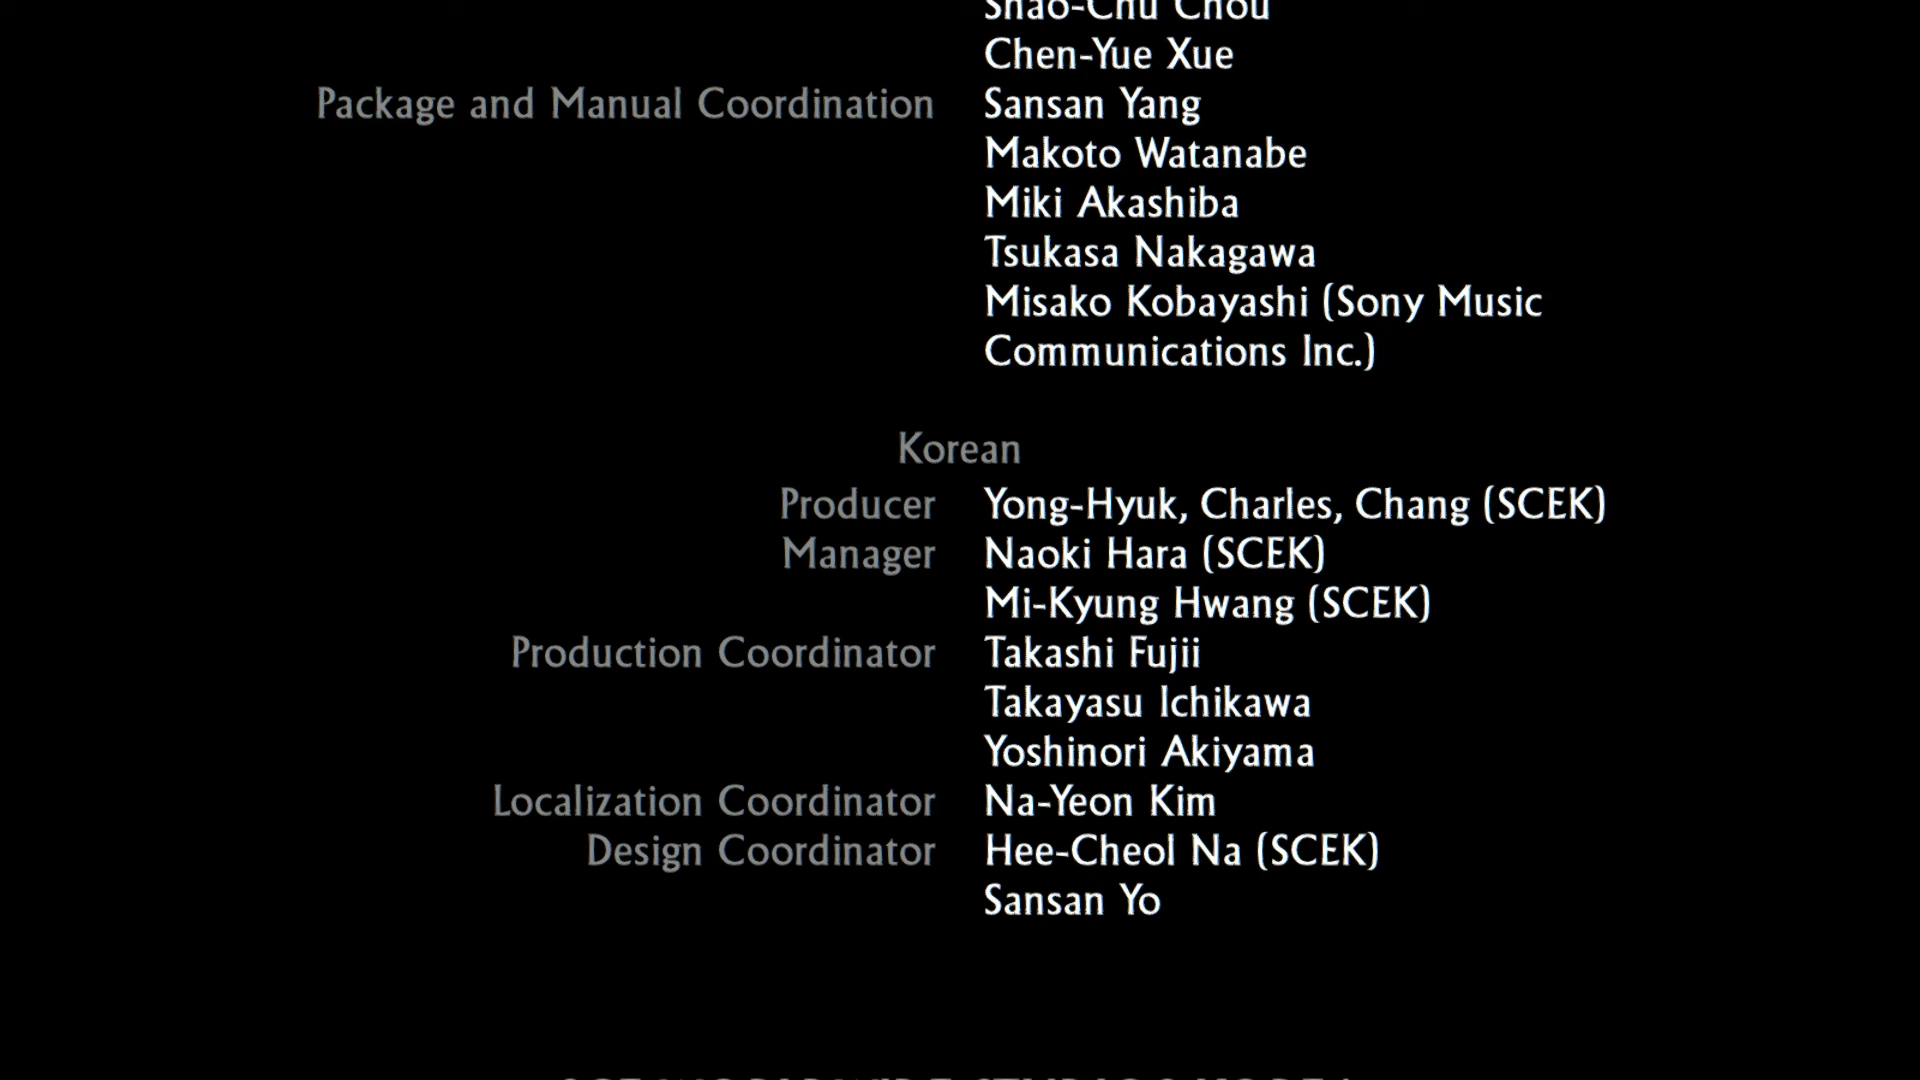 Shao-Chu Chou
Chen-Yue Xue
Package and Manual Coordination Sansan Yang
Makoto Watanabe
Miki Akashiba
Tsukasa Nakagawa
Misako Kobayashi (Sony Music
Communications Inc.)
Korean
Producer Yong-Hyuk, Charles, Chang (SCEK)
Manager Naoki Hara (SCEK)
Mi-Kyung Hwang (SCEK)
Production Coordinator Takashi Fujii
Takayasu Ichikawa
Yoshinori Akiyama
Localization Coordinator Na-Yeon Kim
Design Coordinator Hee-Cheol Na (SCEK)
Sansan Yo